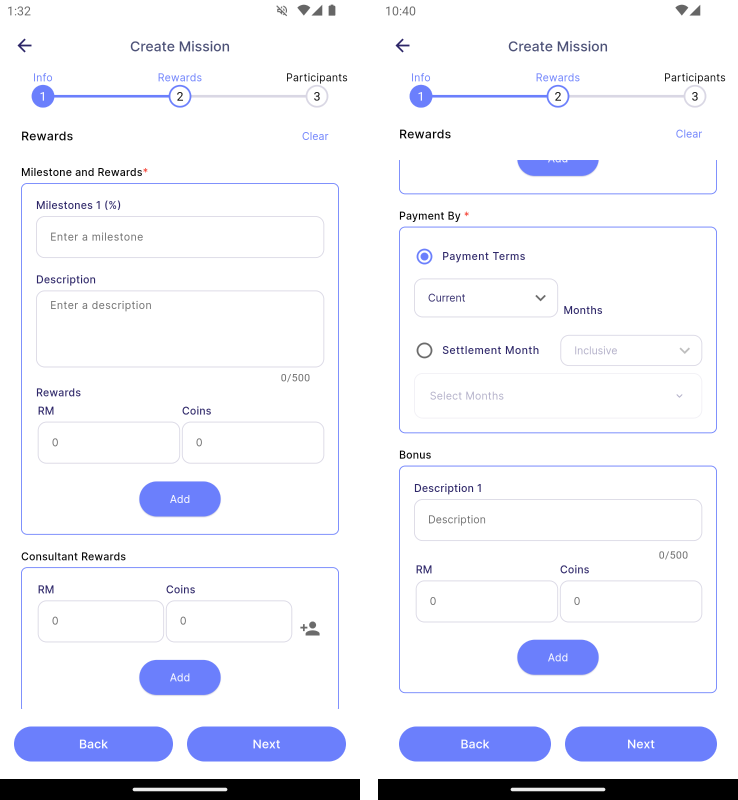 1:32
Create Mission
Info
Rewards
Participants
1
2
3
Rewards
Clear
Milestone and Rewards*
Milestones 1 (%)
Enter a milestone
Description
Enter a description
0/500
Rewards
RM
Coins
0
0
Add
Consultant Rewards
RM
Coins
0
0
Add
Back
Next
10:40
Create Mission
Info
Rewards
Participants
1
2
3
Rewards
Clear
Add
Payment By *
Payment Terms
Current
Months
Settlement Month
Inclusive
Select Months
Bonus
Description 1
Description
0/500
RM
Coins
0
0
Add
Back
Next